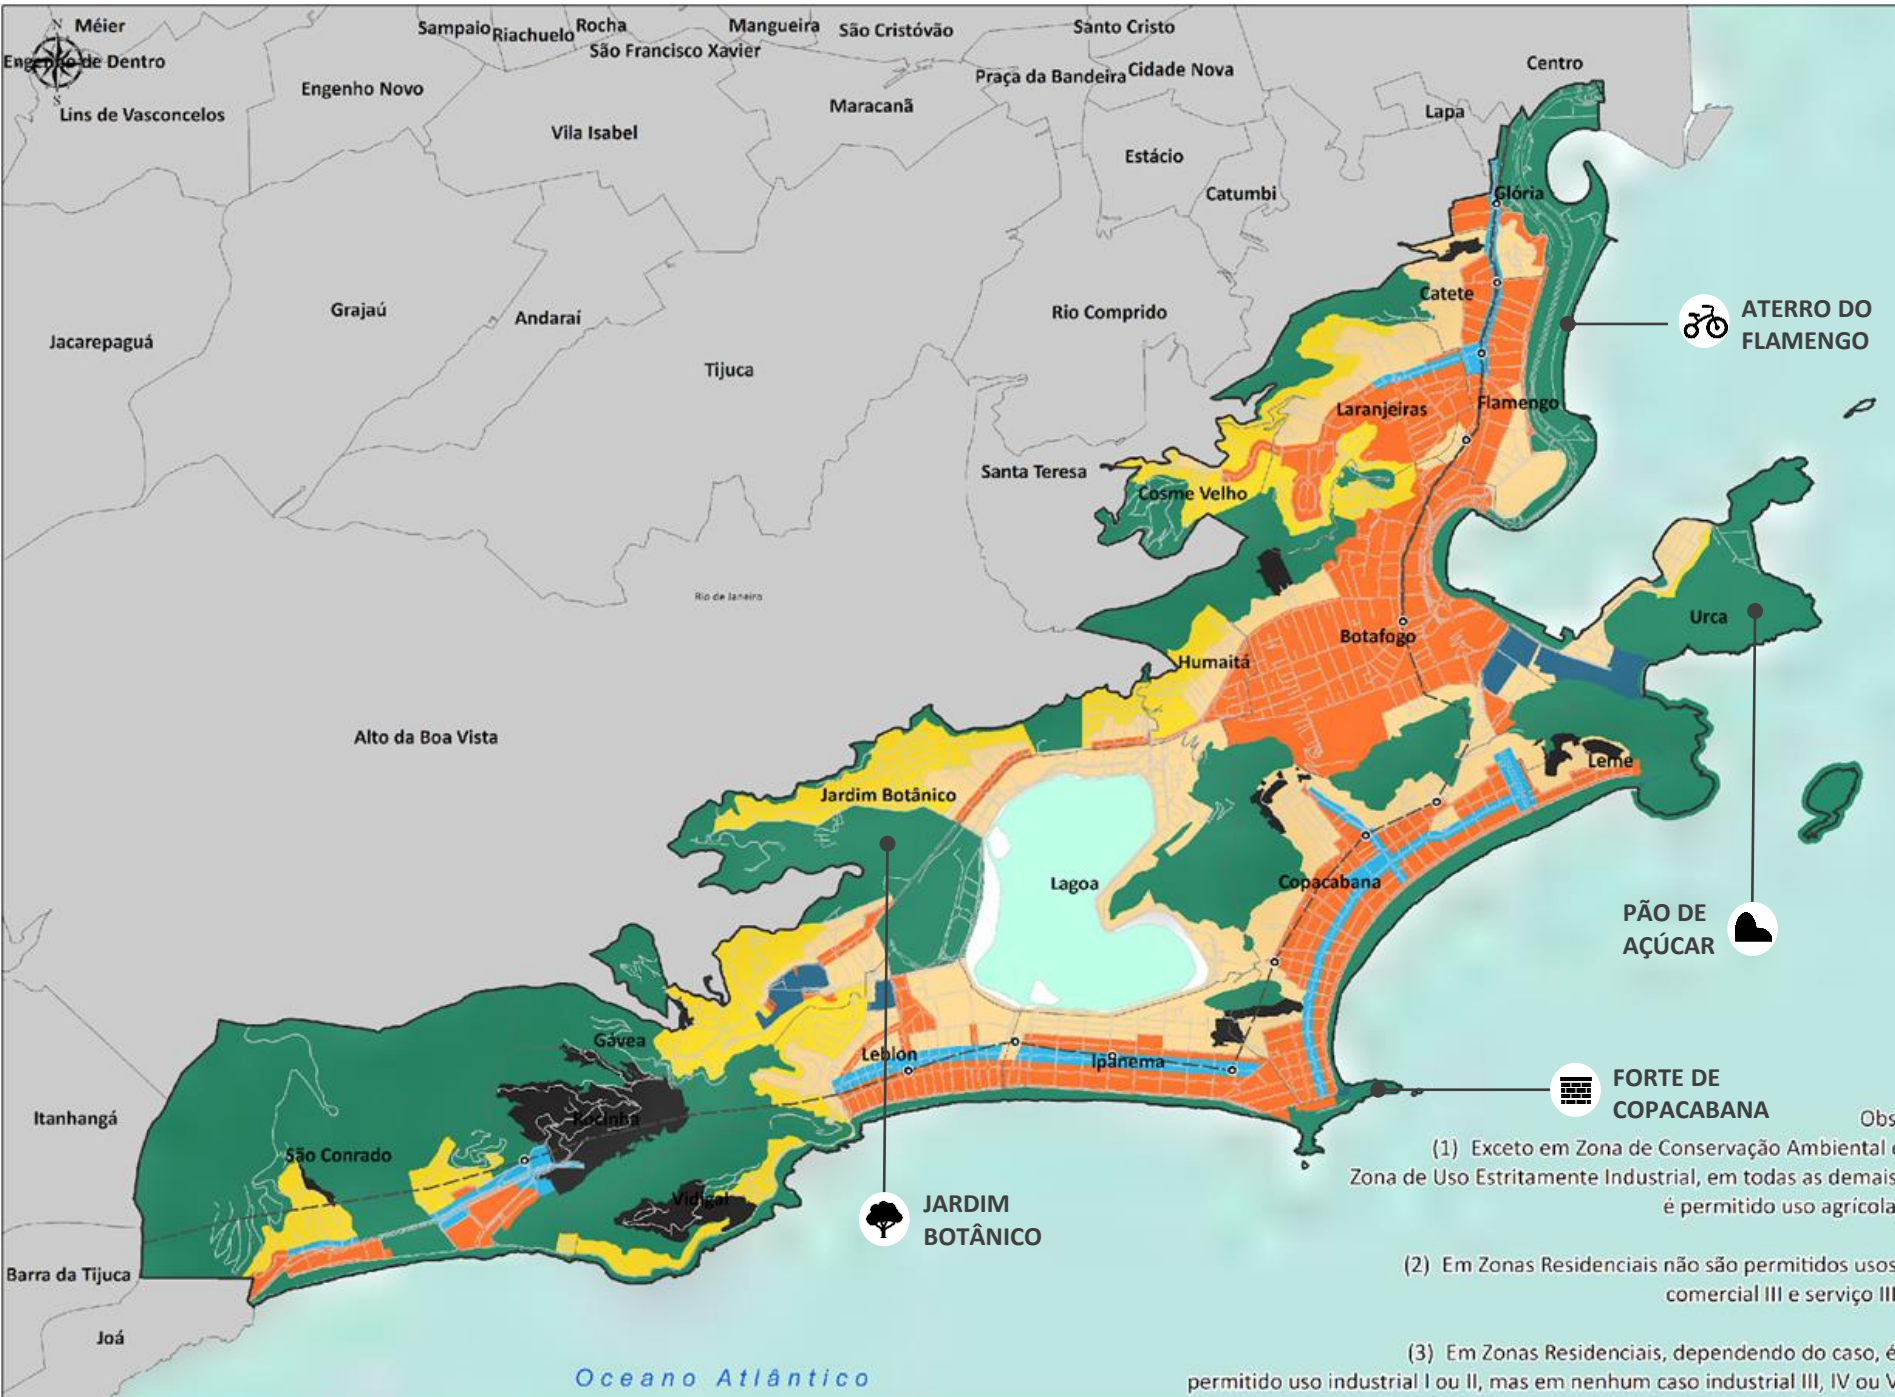 N
Méier
Sampaio
Riachuelo
Rocha
Mangueira
São Cristóvão
Santo Cristo
São Francisco Xavier
Engenho de Dentro
Praça da Bandeira
Cidade Nova
Centro
S
Lins de Vasconcelos
Engenho Novo
Maracanã
Lapa
Vila Isabel
Estácio
Catumbi
Glória
Catete
Grajaú
Andaraí
Rio Comprido
ATERRO DO
FLAMENGO
Jacarepaguá
Tijuca
Laranjeiras
Flamengo
Santa Teresa
Cosme Velho
Rio de Janeiro
Urca
Botafogo
Humaitá
Alto da Boa Vista
Leme
Jardim Botânico
Lagoa
Copacabana
PÃO DE
AÇÚCAR
Gávea
Leblon
Ipanema
FORTE DE
COPACABANA
Itanhangá
Rocinha
São Conrado
Vidigal
JARDIM
BOTÂNICO
Barra da Tijuca
Joá
Oceano Atlântico
Obs
(1) Exceto em Zona de Conservação Ambiental
Zona de Uso Estritamente Industrial, em todas as demais
é permitido uso agrícola
(2) Em Zonas Residenciais não são permitidos usos
comercial III e serviço III
(3) Em Zonas Residenciais, dependendo do caso, é
permitido uso industrial I ou II, mas em nenhum caso industrial III, IV ou V